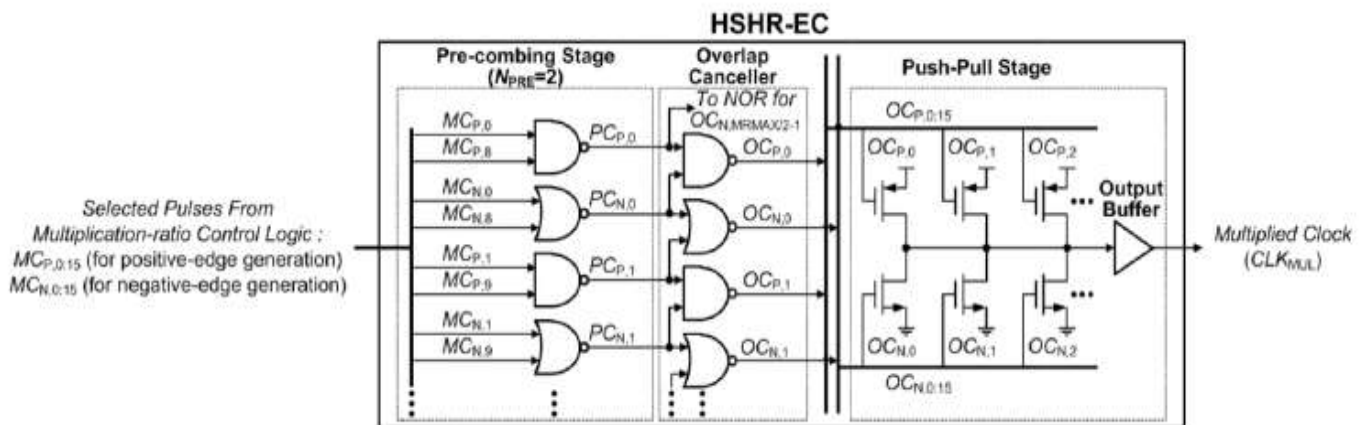 HSHR-EC
Pre-combing Stage
(NPRE=2)
Overlap
Canceller
Push-Pull Stage
To NOR for
OCN,MRMAX/2-1
MCP,0
MCP,8
PCP,0
OCP,0
MCN,0
MCN,8
PCN,0
OCN,0
MCP,1
MCP,9
PCP,1
OCP,1
MCN,1
MCN,9
PCN,1
OCN,1
Selected Pulses From
Multiplication-ratio Control Logic :
MCP,0:15 (for positive-edge generation)
MCN,0:15 (for negative-edge generation)
OCP,0:15
OCP,0
OCP,1
OCP,2
Output
Buffer
OCN,0
OCN,1
OCN,2
OCN,0:15
Multiplied Clock
(CLKMUL)